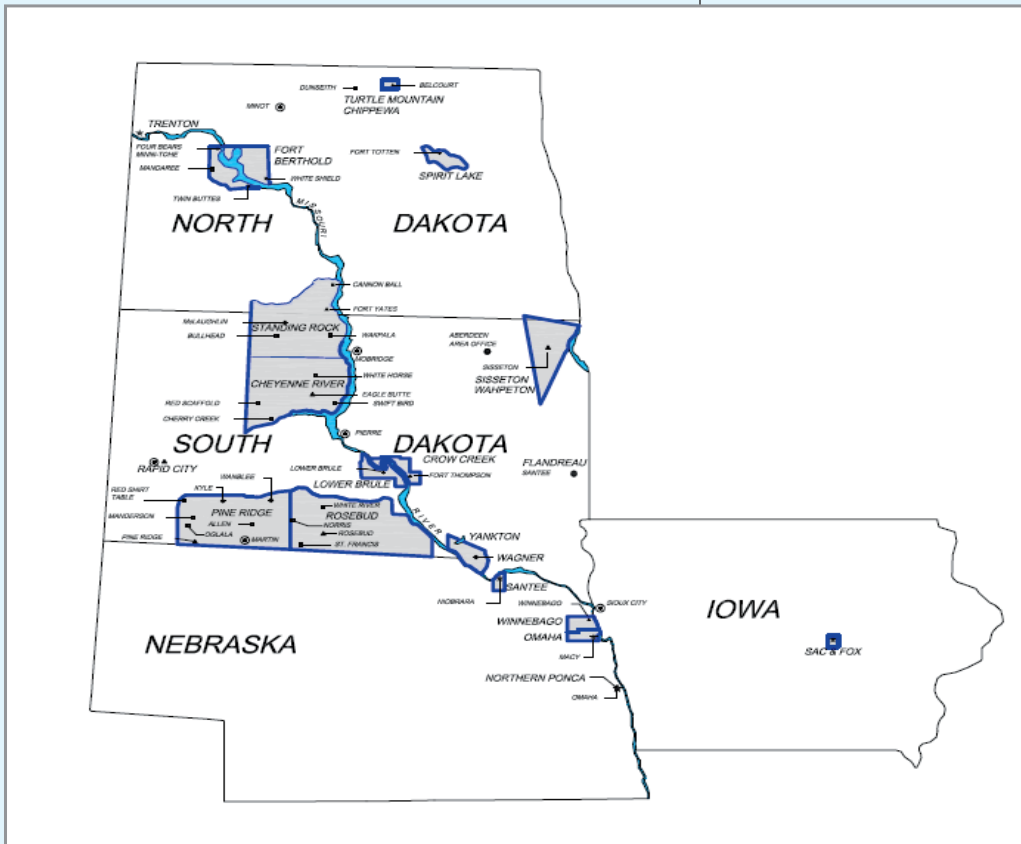 DUNSEITH
BELCOURT
TURTLE MOUNTAIN
CHIPPEWA
MINOT
TRENTON
FOUR BEARS
MINNI-TOHE
FORT
BERTHOLD
MANDAREE
WHITE SHIELD
TWIN BUTTES
FORT TOTTEN
SPIRIT LAKE
MISSOURI
NORTH DAKOTA
CANNON BALL
FORT YATES
McLAUGHLIN
STANDING ROCK
BULLHEAD
WAKPALA
MOBRIDGE
ABERDEEN
AREA OFFICE
SISSETON
SISSETON
WAHPETON
WHITE HORSE
CHEYENNE RIVER
EAGLE BUTTE
RED SCAFFOLD
SWIFT BIRD
CHERRY CREEK
PIERRE
SOUTH DAKOTA
CROW CREEK
RAPID CITY
LOWER BRULE
FORT THOMPSON
LOWER BRULE
FLANDREAU
SANTEE
WANBLEE
KYLE
RED SHIRT
TABLE
WHITE RIVER
PINE RIDGE
ROSEBUD
MANDERSON
ALLEN
NORRIS
OGLALA
ROSEBUD
PINE RIDGE
MARTIN
ST. FRANCIS
RIVER
YANKTON
WAGNER
SANTEE
NIOBRARA
WINNEBAGO
SIOUX CITY
WINNEBAGO
OMAHA
MACY
IOWA
SAC & FOX
NEBRASKA
NORTHERN PONCA
OMAHA